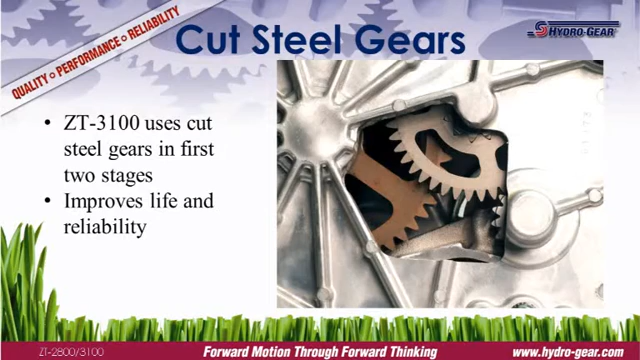 QUALITY • PERFORMANCE • RELIABILITY
Cut Steel Gears
HYDRO-GEAR
• ZT-3100 uses cut
steel gears in first
two stages
• Improves life and
reliability
ZT-2800/3100
Forward Motion Through Forward Thinking
www.hydro-gear.com